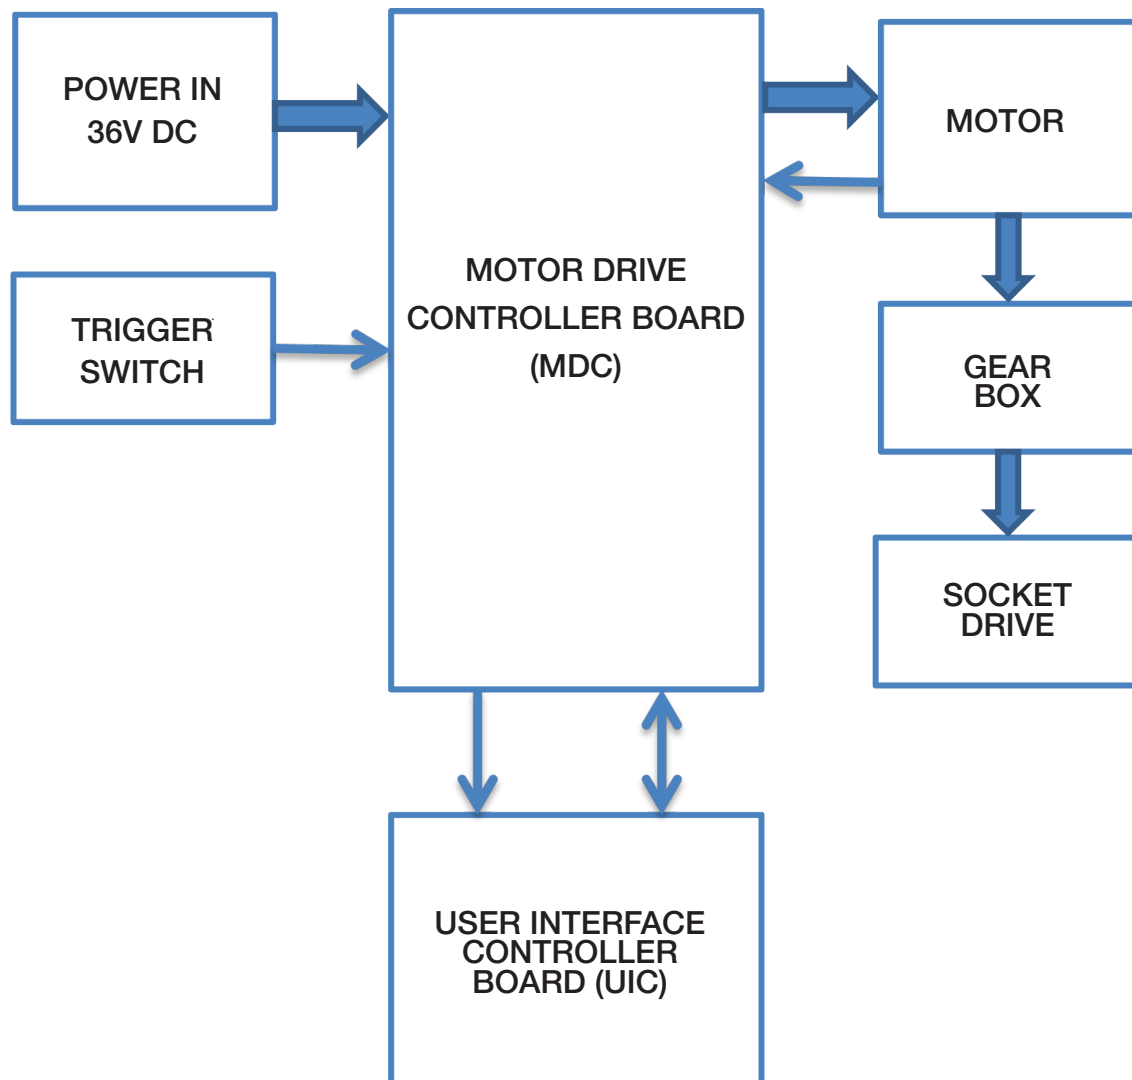 POWER IN
36V DC
TRIGGER
SWITCH
MOTOR DRIVE
CONTROLLER BOARD
(MDC)
MOTOR
GEAR
BOX
SOCKET
DRIVE
USER INTERFACE
CONTROLLER
BOARD (UIC)